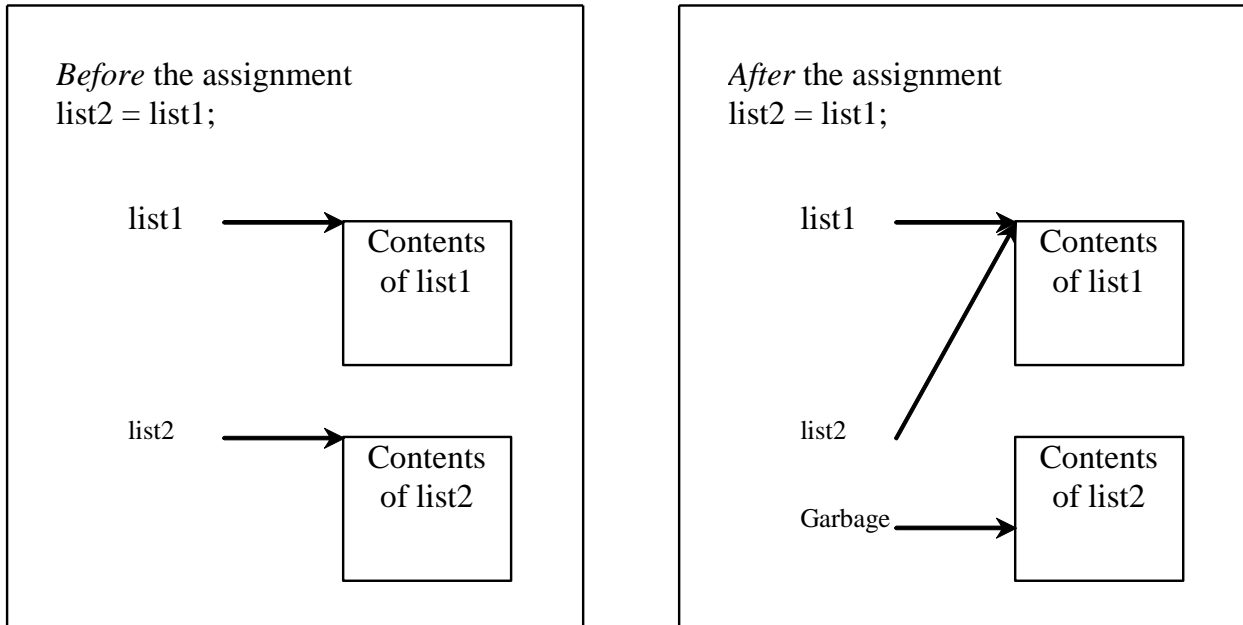 Before the assignment
list2 = list1;
list1
Contents
of list1
list2
Contents
of list2
After the assignment
list2 = list1;
list1
Contents
of list1
list2
Contents
of list2
Garbage